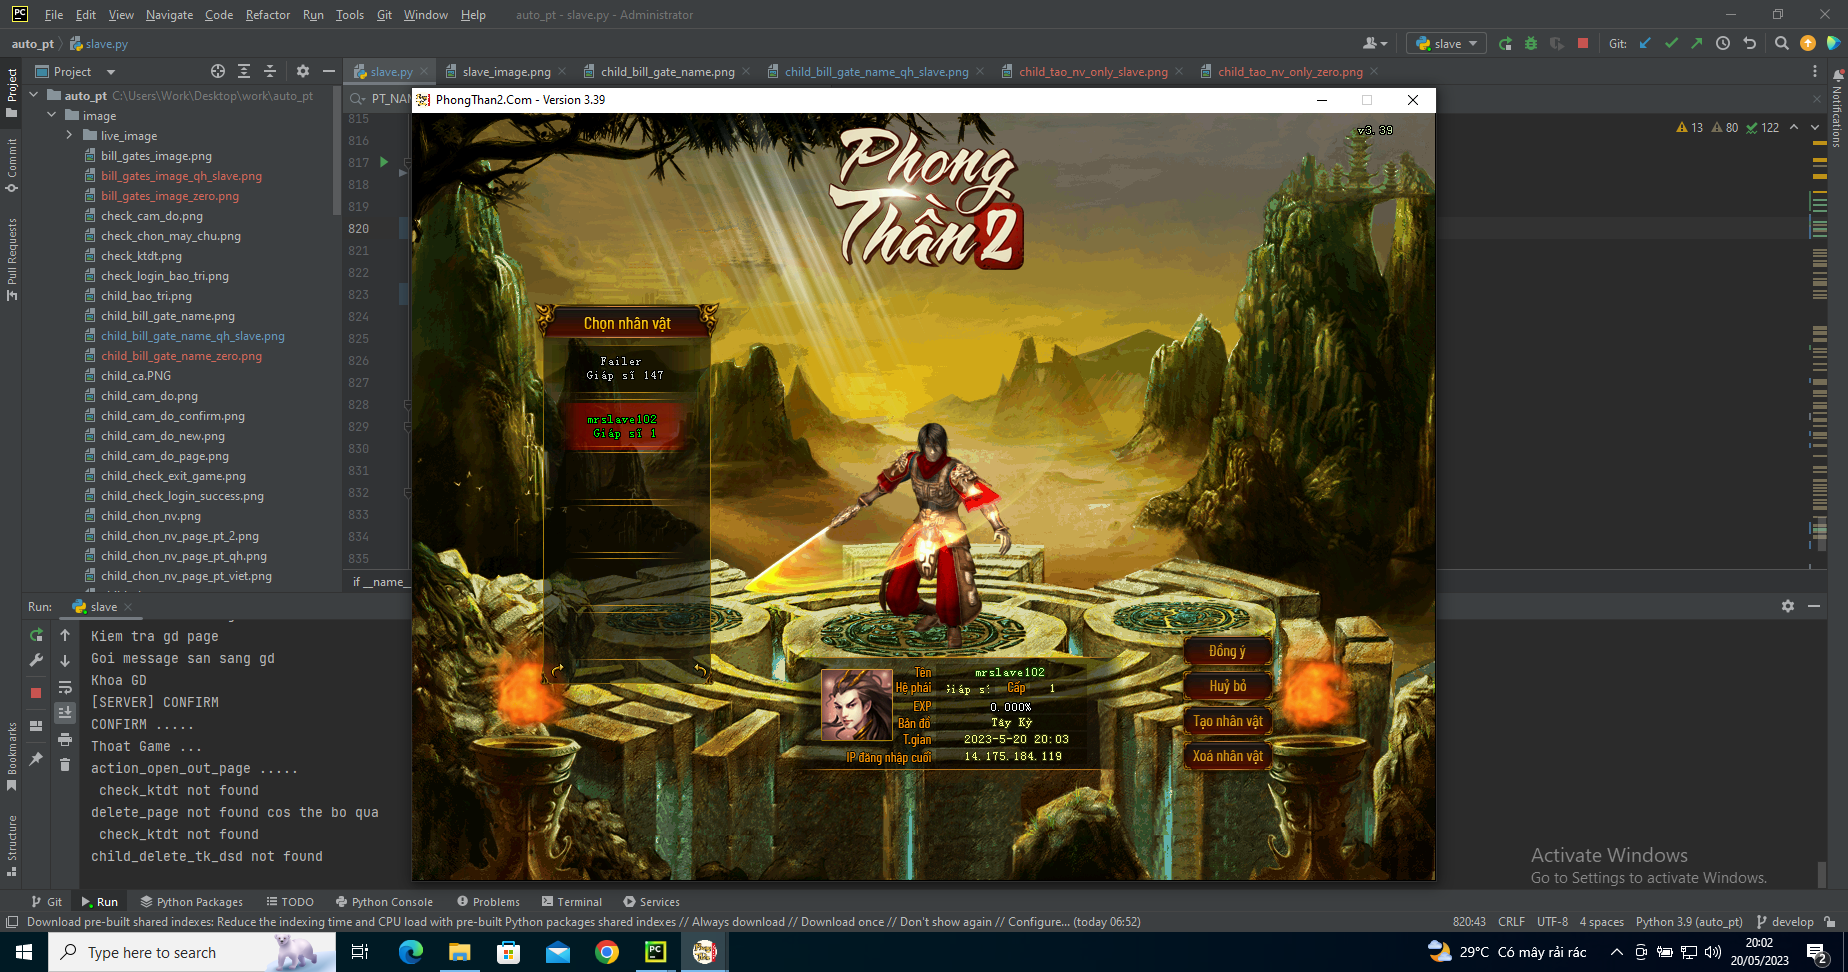 File Edit View Navigate Code Refactor Run Tools Git Window Help auto_pt - slave.py - Administrator
auto_pt slave.py
slave
Git:
Project
slave.py slave_image.png child_bill_gate_name.png child_bill_gate_name_qh_slave.png child_tao_nv_only_slave.png child_tao_nv_only_zero.png
Project
Commit
Pull Requests
Bookmarks
Structure
Notifications
auto_pt C:\Users\Work\Desktop\work\auto_pt
image
live_image
bill_gates_image.png
bill_gates_image_qh_slave.png
bill_gates_image_zero.png
check_cam_do.png
check_chon_may_chu.png
check_ktdt.png
check_login_bao_tri.png
child_bao_tri.png
child_bill_gate_name.png
child_bill_gate_name_qh_slave.png
child_bill_gate_name_zero.png
child_ca.PNG
child_cam_do.png
child_cam_do_confirm.png
child_cam_do_new.png
child_cam_do_page.png
child_check_exit_game.png
child_check_login_success.png
child_chon_nv.png
child_chon_nv_page_pt_2.png
child_chon_nv_page_pt_qh.png
child_chon_nv_page_pt_viet.png
PT_NA
13 80 122
815
816
817
818
819
820
821
822
823
824
825
826
827
828
829
830
831
832
833
834
835
if __name_
PhongThan2.Com - Version 3.39
v3.39
Phong
Thần 2
Chọn nhân vật
Failer
Giáp sĩ 147
mrslave102
Giáp sĩ 1
Tên mrslave102
Hệ phái Giáp sĩ Cấp 1
EXP 0.000%
Bản đồ Tây Kỳ
T.gian 2023-5-20 20:03
IP đăng nhập cuối 14.175.184.119
Đồng ý
Huỷ bỏ
Tạo nhân vật
Xoá nhân vật
Run: slave
Kiem tra gd page
Goi message san sang gd
Khoa GD
[SERVER] CONFIRM
CONFIRM .....
Thoat Game ...
action_open_out_page .....
check_ktdt not found
delete_page not found cos the bo qua
check_ktdt not found
child_delete_tk_dsd not found
Activate Windows
Go to Settings to activate Windows.
Git Run Python Packages TODO Python Console Problems Terminal Services
Download pre-built shared indexes: Reduce the indexing time and CPU load with pre-built Python packages shared indexes // Always download // Download once // Don't show again // Configure... (today 06:52)
820:43 CRLF UTF-8 4 spaces Python 3.9 (auto_pt) develop
Type here to search
29°C Có mây rải rác
20:02
20/05/2023
2